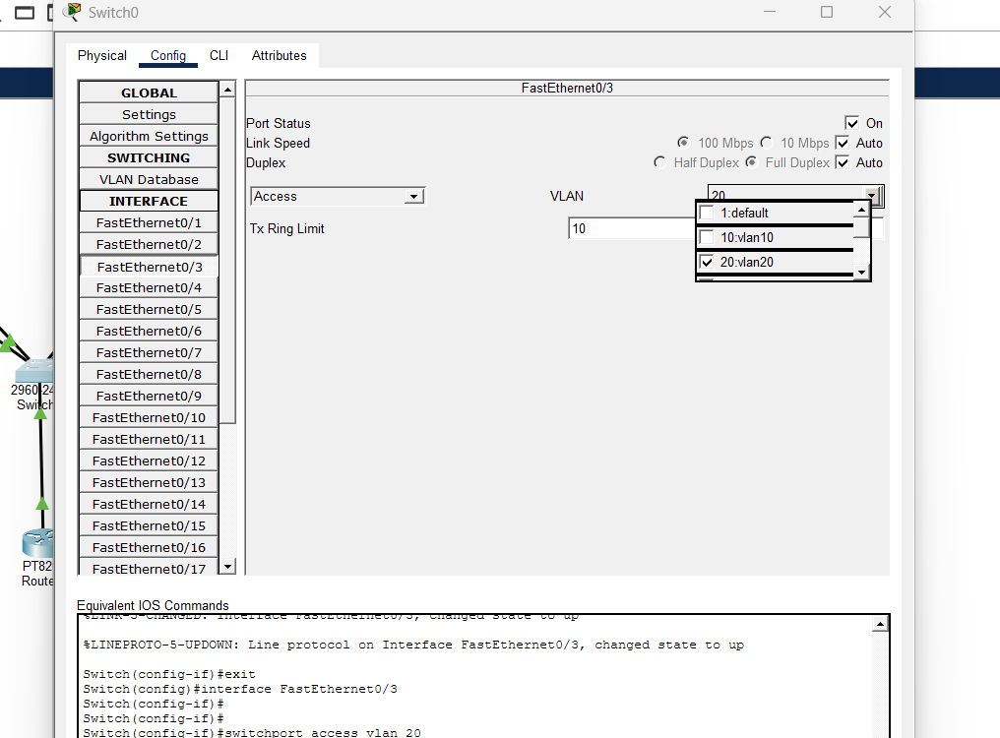 Switch0
Physical Config CLI Attributes
GLOBAL
Settings
Algorithm Settings
SWITCHING
VLAN Database
INTERFACE
FastEthernet0/1
FastEthernet0/2
FastEthernet0/3
FastEthernet0/4
FastEthernet0/5
FastEthernet0/6
FastEthernet0/7
FastEthernet0/8
FastEthernet0/9
FastEthernet0/10
FastEthernet0/11
FastEthernet0/12
FastEthernet0/13
FastEthernet0/14
FastEthernet0/15
FastEthernet0/16
FastEthernet0/17
FastEthernet0/3
Port Status On
Link Speed 100 Mbps 10 Mbps Auto
Duplex Half Duplex Full Duplex Auto
Access VLAN 20
Tx Ring Limit 10
1:default
10:vlan10
20:vlan20
2960-24
Switch
PT82
Route
Equivalent IOS Commands
%LINK-5-CHANGED: Interface FastEthernet0/3, changed state to up
%LINEPROTO-5-UPDOWN: Line protocol on Interface FastEthernet0/3, changed state to up
Switch(config-if)#exit
Switch(config)#interface FastEthernet0/3
Switch(config-if)#
Switch(config-if)#
Switch(config-if)#switchport access vlan 20